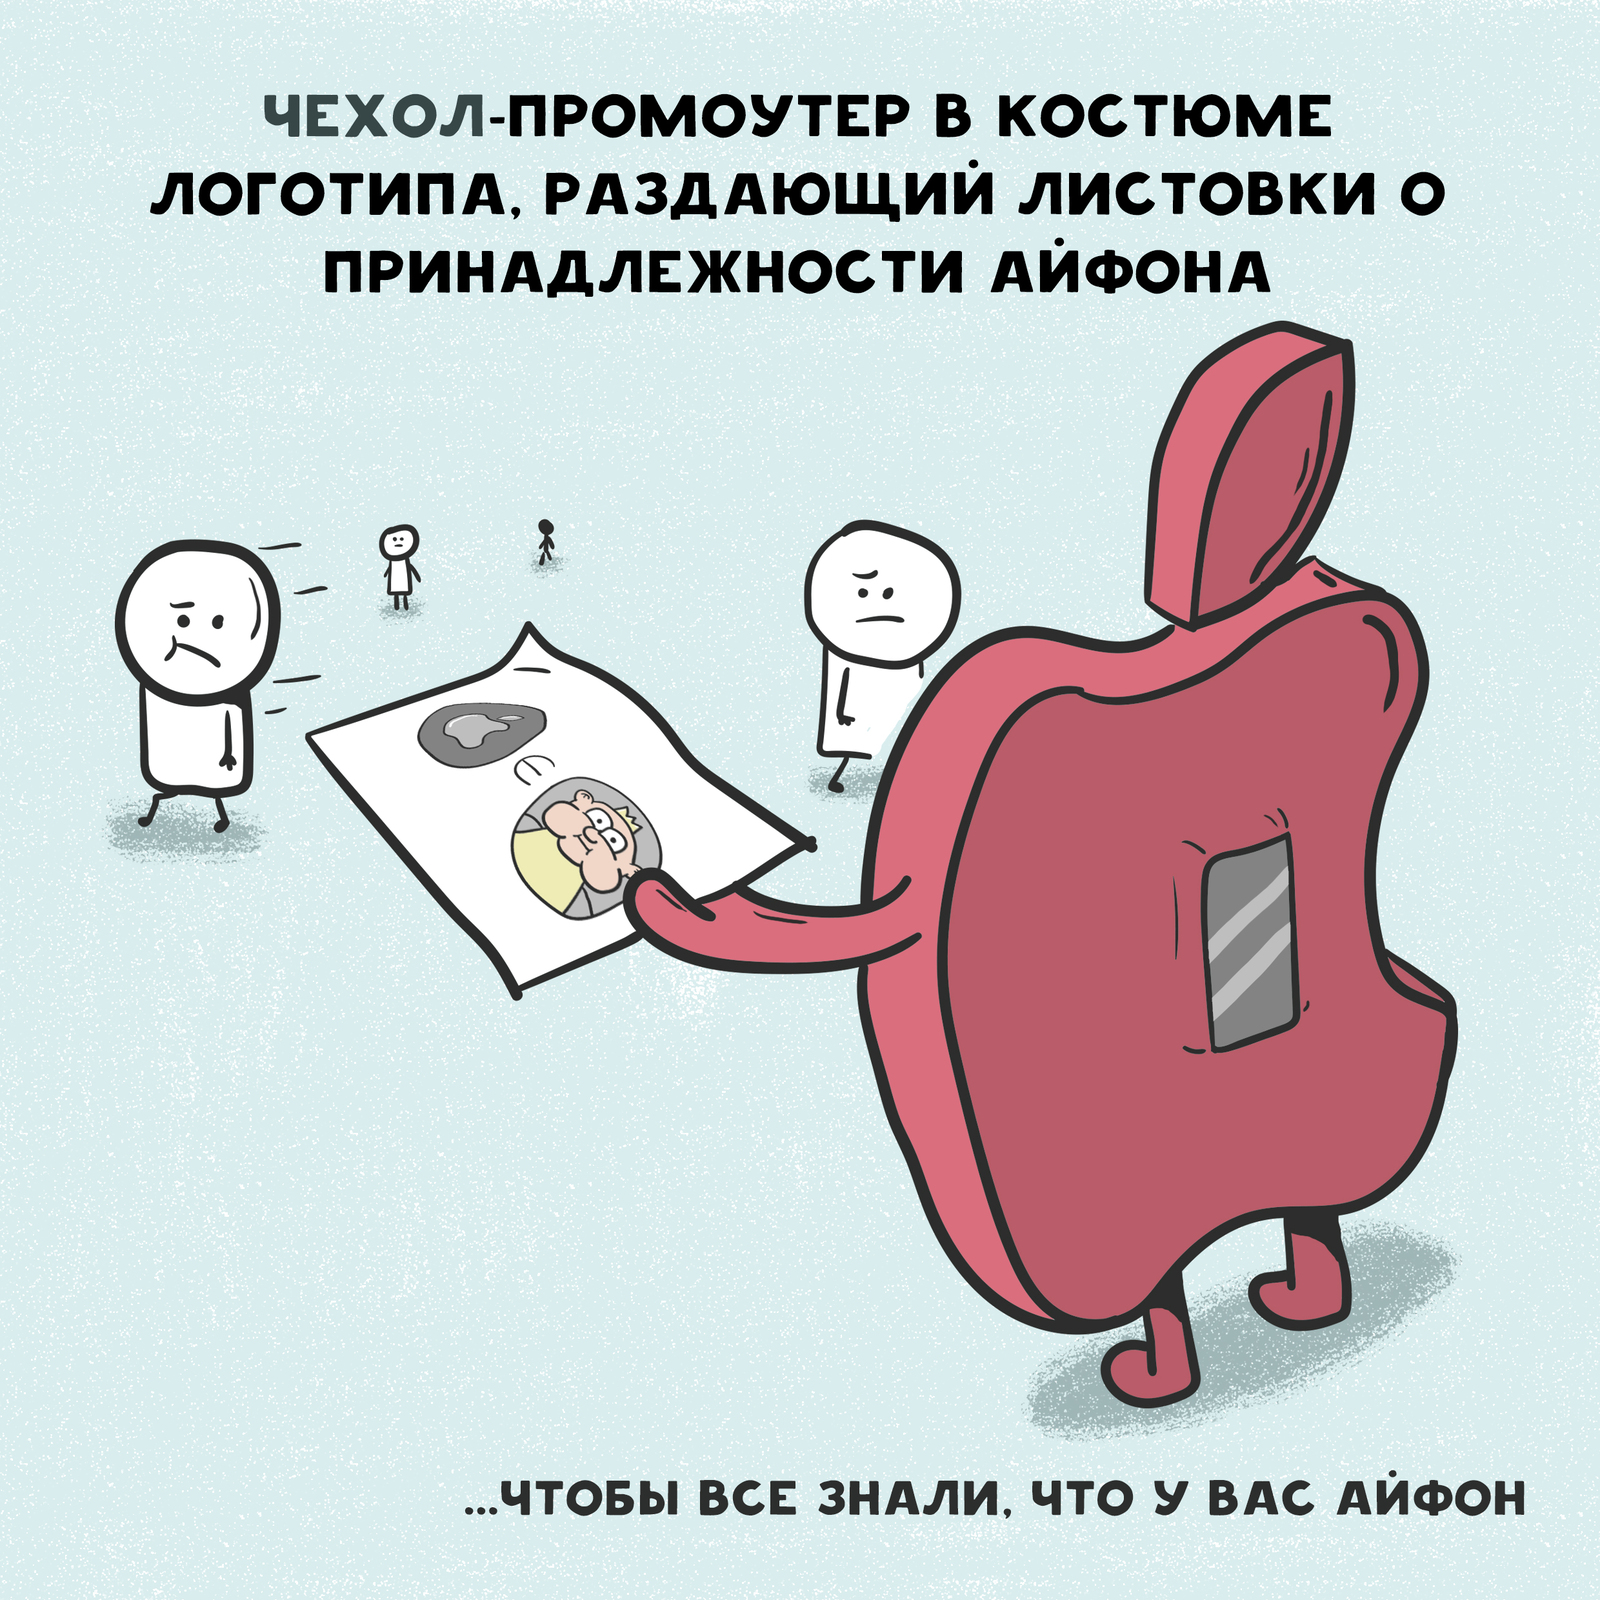 ЧЕХОЛ-ПРОМОУТЕР В КОСТЮМЕ
ЛОГОТИПА, РАЗДАЮЩИЙ ЛИСТОВКИ О
ПРИНАДЛЕЖНОСТИ АЙФОНА
...ЧТОБЫ ВСЕ ЗНАЛИ, ЧТО У ВАС АЙФОН